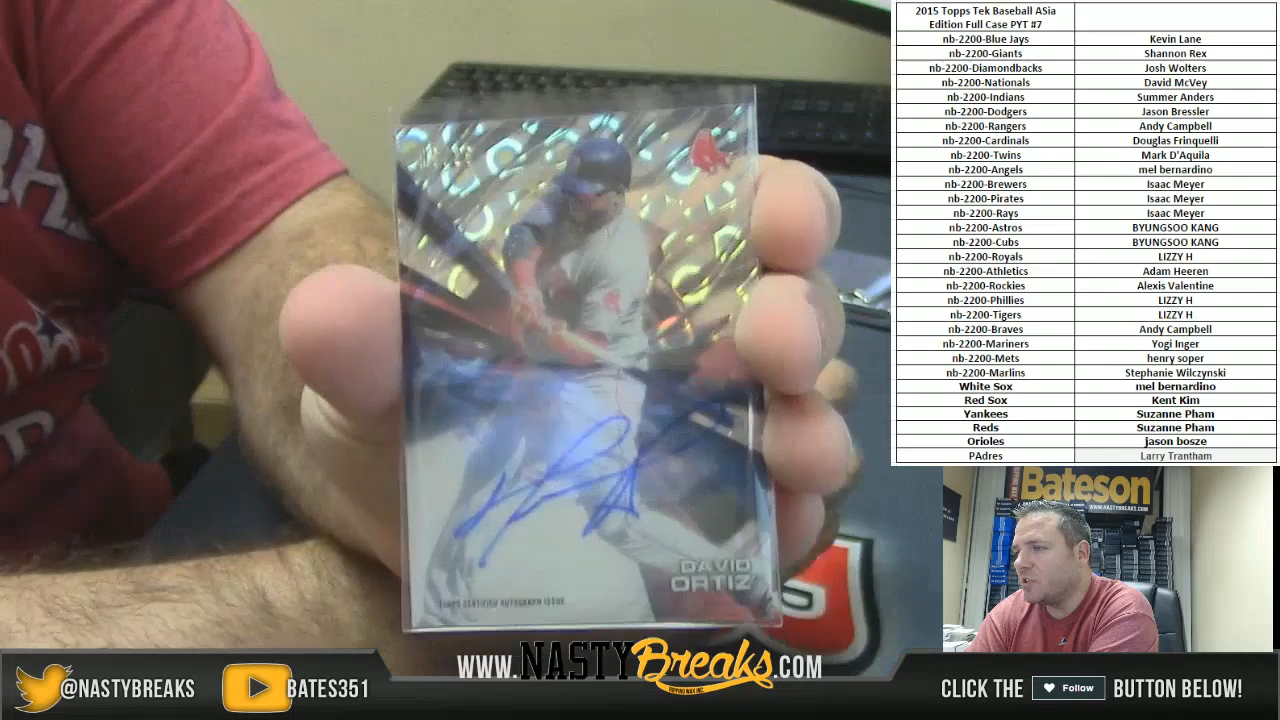 2015 Topps Tek Baseball ASia
Edition Full Case PYT #7
nb-2200-Blue Jays Kevin Lane
nb-2200-Giants Shannon Rex
nb-2200-Diamondbacks Josh Wolters
nb-2200-Nationals David McVey
nb-2200-Indians Summer Anders
nb-2200-Dodgers Jason Bressler
nb-2200-Rangers Andy Campbell
nb-2200-Cardinals Douglas Frinquelli
nb-2200-Twins Mark D'Aquila
nb-2200-Angels mel bernardino
nb-2200-Brewers Isaac Meyer
nb-2200-Pirates Isaac Meyer
nb-2200-Rays Isaac Meyer
nb-2200-Astros BYUNGSOO KANG
nb-2200-Cubs BYUNGSOO KANG
nb-2200-Royals LIZZY H
nb-2200-Athletics Adam Heeren
nb-2200-Rockies Alexis Valentine
nb-2200-Phillies LIZZY H
nb-2200-Tigers LIZZY H
nb-2200-Braves Andy Campbell
nb-2200-Mariners Yogi Inger
nb-2200-Mets henry soper
nb-2200-Marlins Stephanie Wilczynski
White Sox mel bernardino
Red Sox Kent Kim
Yankees Suzanne Pham
Reds Suzanne Pham
Orioles jason bosze
PAdres Larry Trantham
DAVID
ORTIZ
TOPPS CERTIFIED AUTOGRAPH ISSUE
Bateson
WWW.NASTYBREAKS.COM
RIPPING WAX INC.
@NASTYBREAKS
BATES351
CLICK THE Follow BUTTON BELOW!